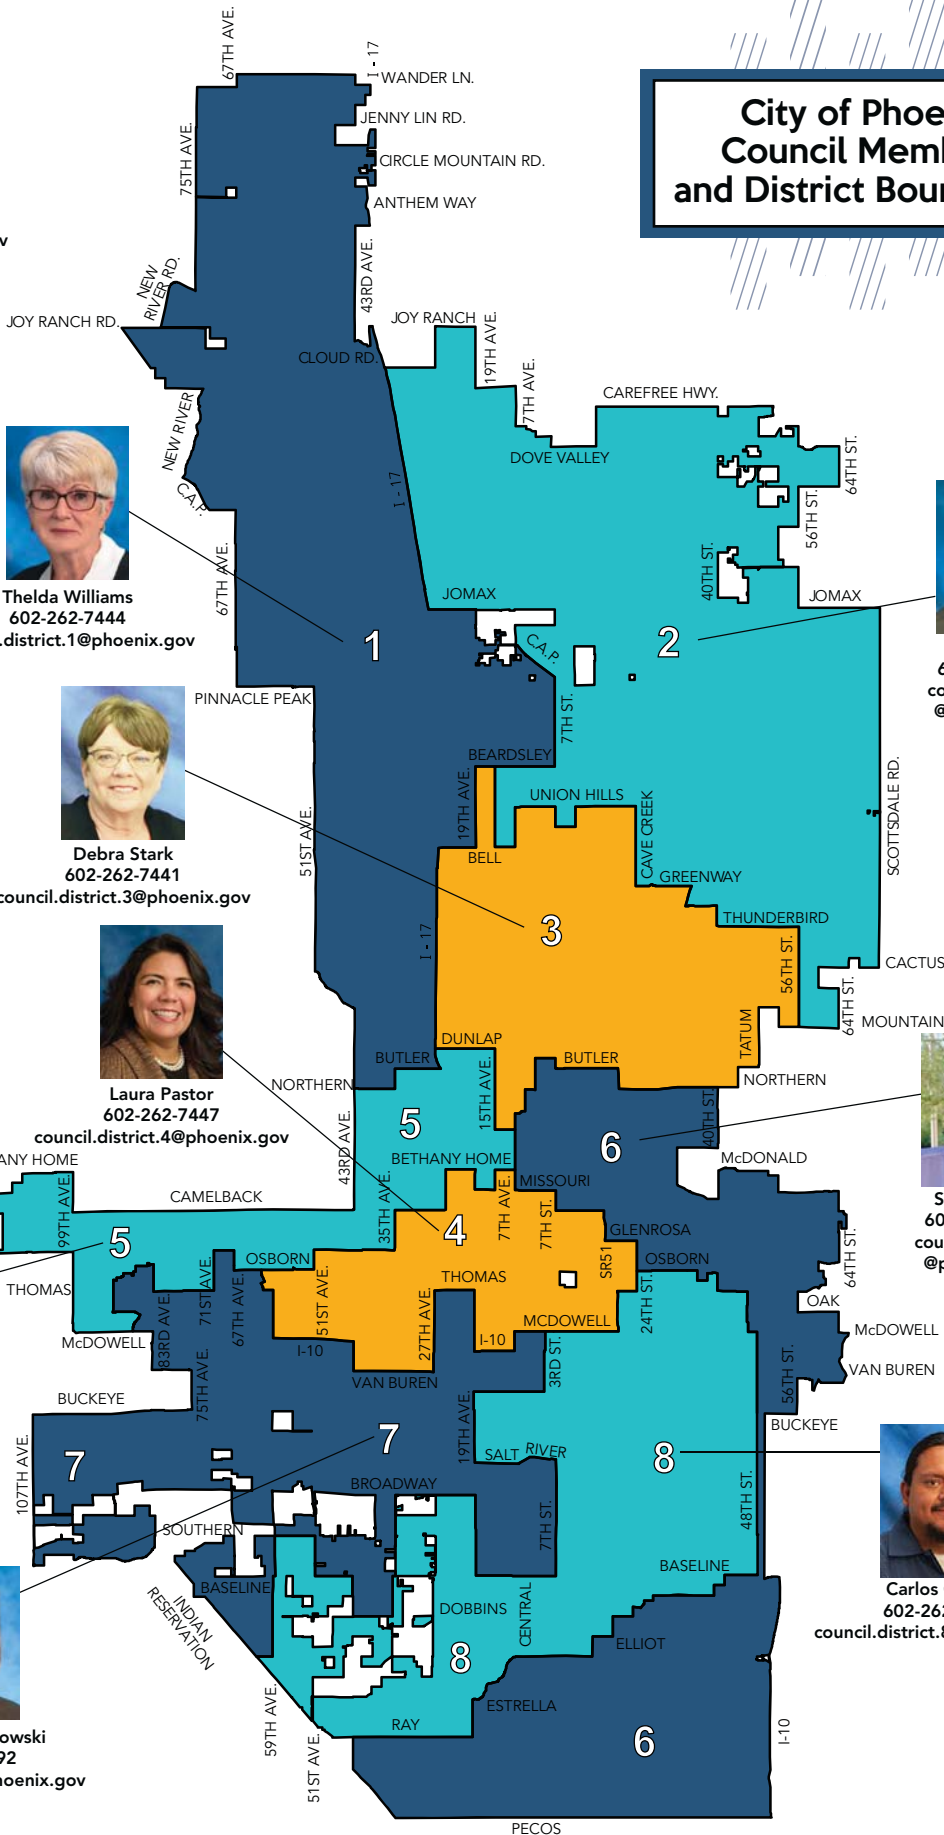 City of Phoe
Council Memb
and District Boun
67TH AVE.
I - 17
WANDER LN.
JENNY LIN RD.
75TH AVE.
CIRCLE MOUNTAIN RD.
ANTHEM WAY
v
NEW
RIVER RD.
43RD AVE.
JOY RANCH RD.
JOY RANCH
CLOUD RD.
19TH AVE.
7TH AVE.
CAREFREE HWY.
NEW RIVER
DOVE VALLEY
64TH ST.
C.A.P.
I - 17
56TH ST.
67TH AVE.
40TH ST.
JOMAX
JOMAX
Thelda Williams
602-262-7444
.district.1@phoenix.gov
1
C.A.P.
2
6
co
@
PINNACLE PEAK
7TH ST.
BEARDSLEY
19TH AVE.
UNION HILLS
SCOTTSDALE RD.
51ST AVE.
CAVE CREEK
Debra Stark
602-262-7441
council.district.3@phoenix.gov
BELL
GREENWAY
THUNDERBIRD
3
I - 17
56TH ST.
CACTUS
64TH ST.
MOUNTAIN
TATUM
DUNLAP
BUTLER
BUTLER
NORTHERN
NORTHERN
15TH AVE.
40TH ST.
Laura Pastor
602-262-7447
council.district.4@phoenix.gov
5
43RD AVE.
6
ANY HOME
BETHANY HOME
McDONALD
99TH AVE.
CAMELBACK
35TH AVE.
7TH AVE.
MISSOURI
7TH ST.
S
60
cou
@p
5
4
GLENROSA
SR51
64TH ST.
OSBORN
OSBORN
THOMAS
THOMAS
71ST AVE.
67TH AVE.
51ST AVE.
24TH ST.
OAK
83RD AVE.
27TH AVE.
MCDOWELL
McDOWELL
McDOWELL
I-10
I-10
3RD ST.
VAN BUREN
VAN BUREN
75TH AVE.
56TH ST.
BUCKEYE
BUCKEYE
107TH AVE.
7
7
19TH AVE.
SALT RIVER
8
BROADWAY
48TH ST.
SOUTHERN
7TH ST.
BASELINE
BASELINE
INDIAN
RESERVATION
DOBBINS
CENTRAL
Carlos
602-262
council.district.8
ELLIOT
8
59TH AVE.
ESTRELLA
RAY
6
I-10
owski
92
hoenix.gov
51ST AVE.
PECOS